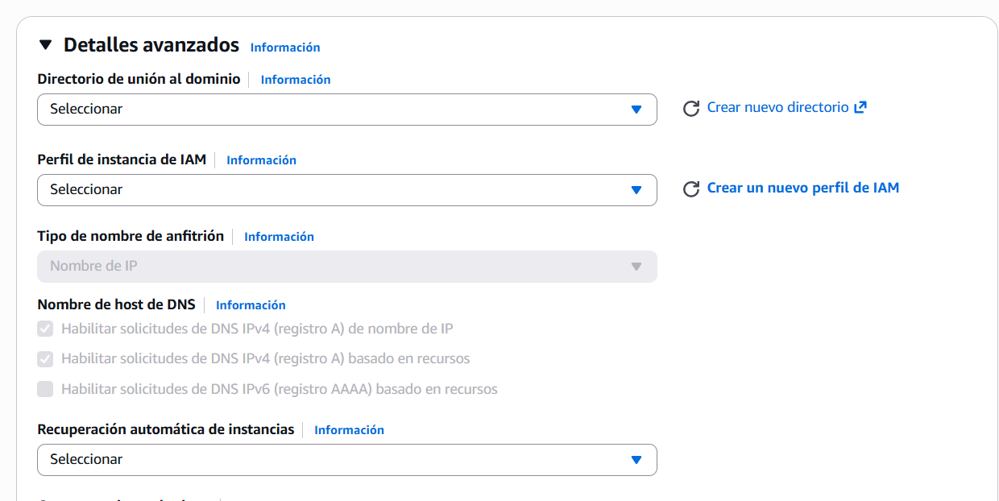 Detalles avanzados Información
Directorio de unión al dominio Información
Seleccionar Crear nuevo directorio
Perfil de instancia de IAM Información
Seleccionar Crear un nuevo perfil de IAM
Tipo de nombre de anfitrión Información
Nombre de IP
Nombre de host de DNS Información
Habilitar solicitudes de DNS IPv4 (registro A) de nombre de IP
Habilitar solicitudes de DNS IPv4 (registro A) basado en recursos
Habilitar solicitudes de DNS IPv6 (registro AAAA) basado en recursos
Recuperación automática de instancias Información
Seleccionar